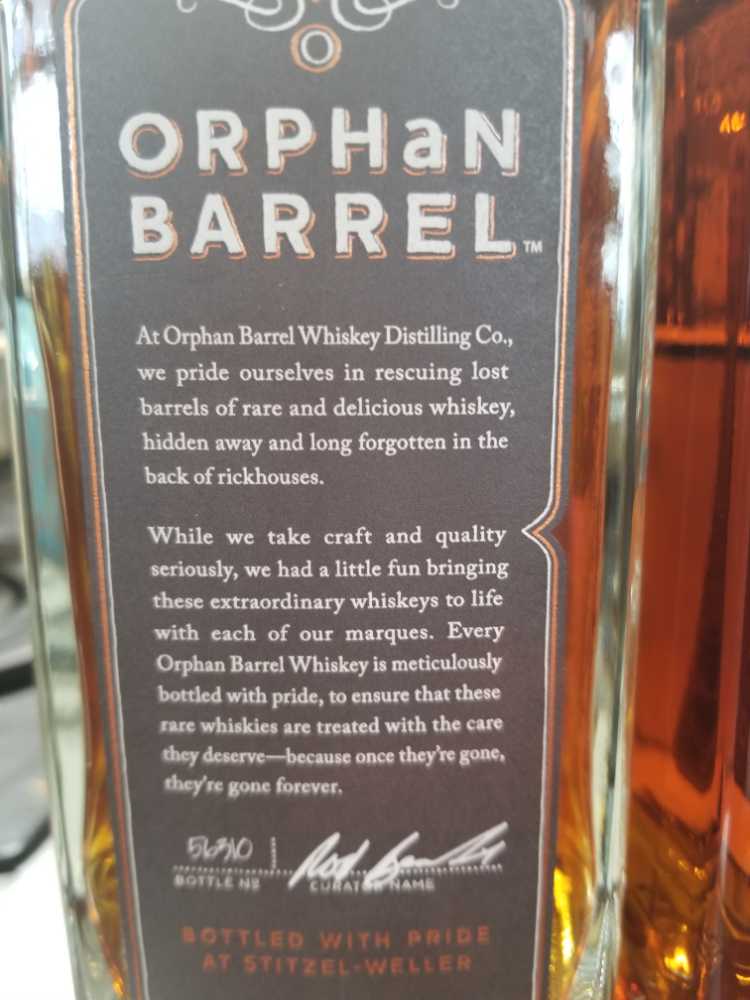 ORPHaN
BARREL™
At Orphan Barrel Whiskey Distilling Co.,
we pride ourselves in rescuing lost
barrels of rare and delicious whiskey,
hidden away and long forgotten in the
back of rickhouses.
While we take craft and quality
seriously, we had a little fun bringing
these extraordinary whiskeys to life
with each of our marques. Every
Orphan Barrel Whiskey is meticulously
bottled with pride, to ensure that these
rare whiskies are treated with the care
they deserve—because once they're gone,
they're gone forever.
BOTTLE Nº CURATOR NAME
BOTTLED WITH PRIDE
AT STITZEL-WELLER